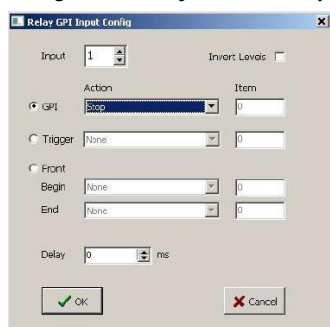 Relay GPI Input Config
Input 1 Invert Levels
Action Item
GPI Stop 0
Trigger None 0
Front
Begin None 0
End None 0
Delay 0 ms
OK Cancel